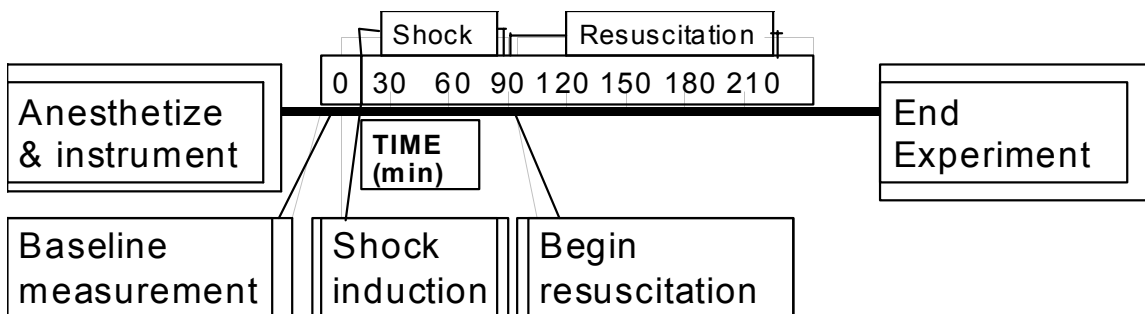 Shock Resuscitation
0 30 60 90 120 150 180 210
Anesthetize
& instrument
TIME
(min)
End
Experiment
Baseline
measurement
Shock
induction
Begin
resuscitation